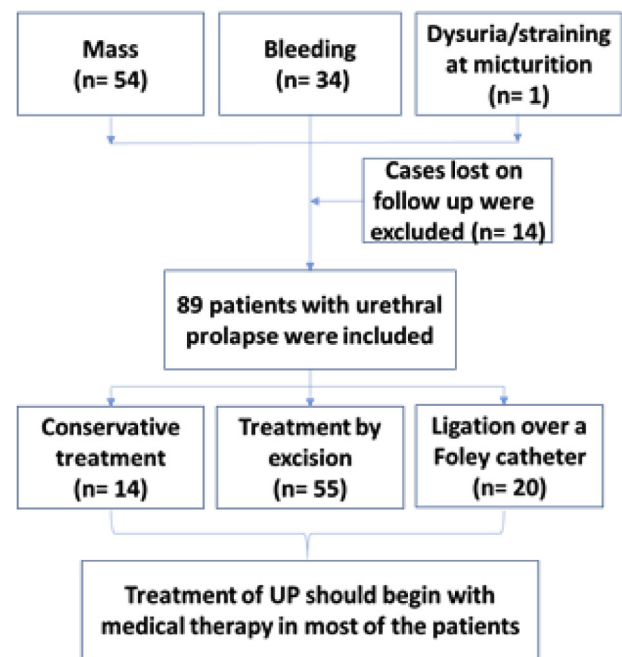 Mass
(n= 54)
Bleeding
(n= 34)
Dysuria/straining
at micturition
(n= 1)
Cases lost on
follow up were
excluded (n= 14)
89 patients with urethral
prolapse were included
Conservative
treatment
(n= 14)
Treatment by
excision
(n= 55)
Ligation over a
Foley catheter
(n= 20)
Treatment of UP should begin with
medical therapy in most of the patients